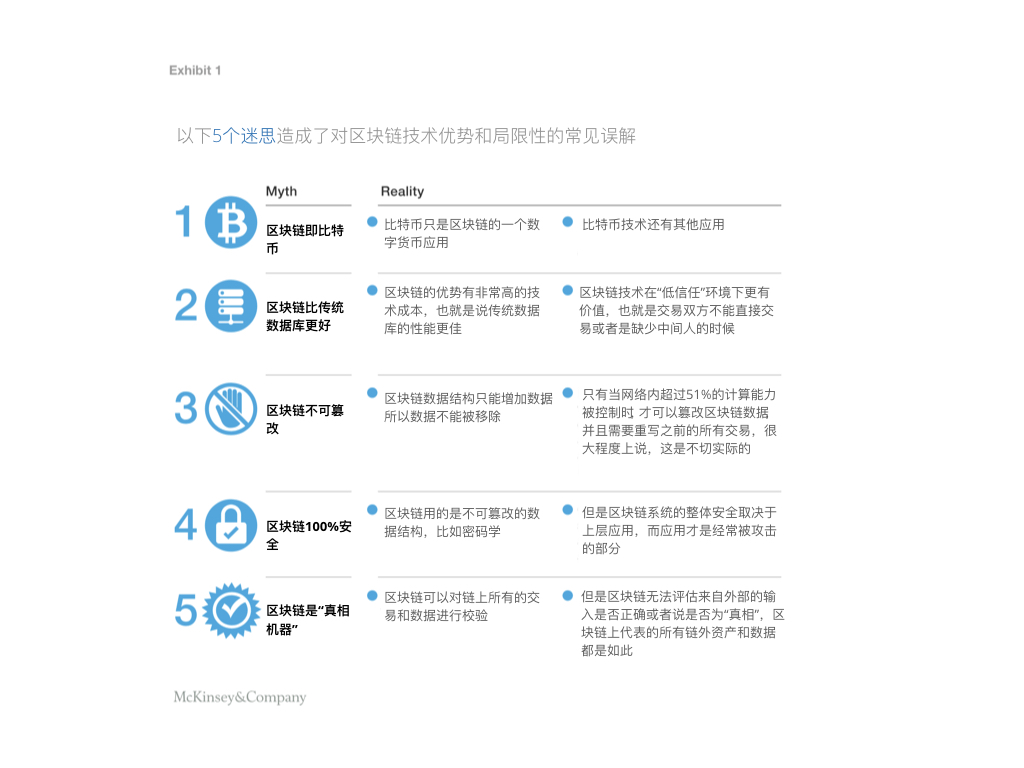 Exhibit 1
以下5个迷思造成了对区块链技术优势和局限性的常见误解
Myth
Reality
1
区块链即比特
币
比特币只是区块链的一个数
字货币应用
比特币技术还有其他应用
2
区块链比传统
数据库更好
区块链的优势有非常高的技
术成本，也就是说传统数据
库的性能更佳
区块链技术在“低信任”环境下更有
价值，也就是交易双方不能直接交
易或者是缺少中间人的时候
3
区块链不可篡
改
区块链数据结构只能增加数据
所以数据不能被移除
只有当网络内超过51%的计算能力
被控制时 才可以篡改区块链数据
并且需要重写之前的所有交易，很
大程度上说，这是不切实际的
4
区块链100%安
全
区块链用的是不可篡改的数
据结构，比如密码学
但是区块链系统的整体安全取决于
上层应用，而应用才是经常被攻击
的部分
5
区块链是“真相
机器”
区块链可以对链上所有的交
易和数据进行校验
但是区块链无法评估来自外部的输
入是否正确或者说是否为“真相”，区
块链上代表的所有链外资产和数据
都是如此
McKinsey&Company